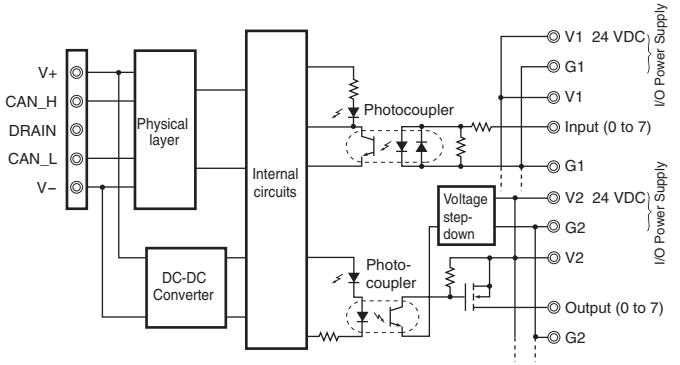 V+
CAN_H
DRAIN
CAN_L
V−
Physical
layer
DC-DC
Converter
Internal
circuits
Photocoupler
Photo-
coupler
Voltage
step-
down
V1 24 VDC
G1
V1
Input (0 to 7)
G1
I/O Power Supply
V2 24 VDC
G2
V2
Output (0 to 7)
G2
I/O Power Supply